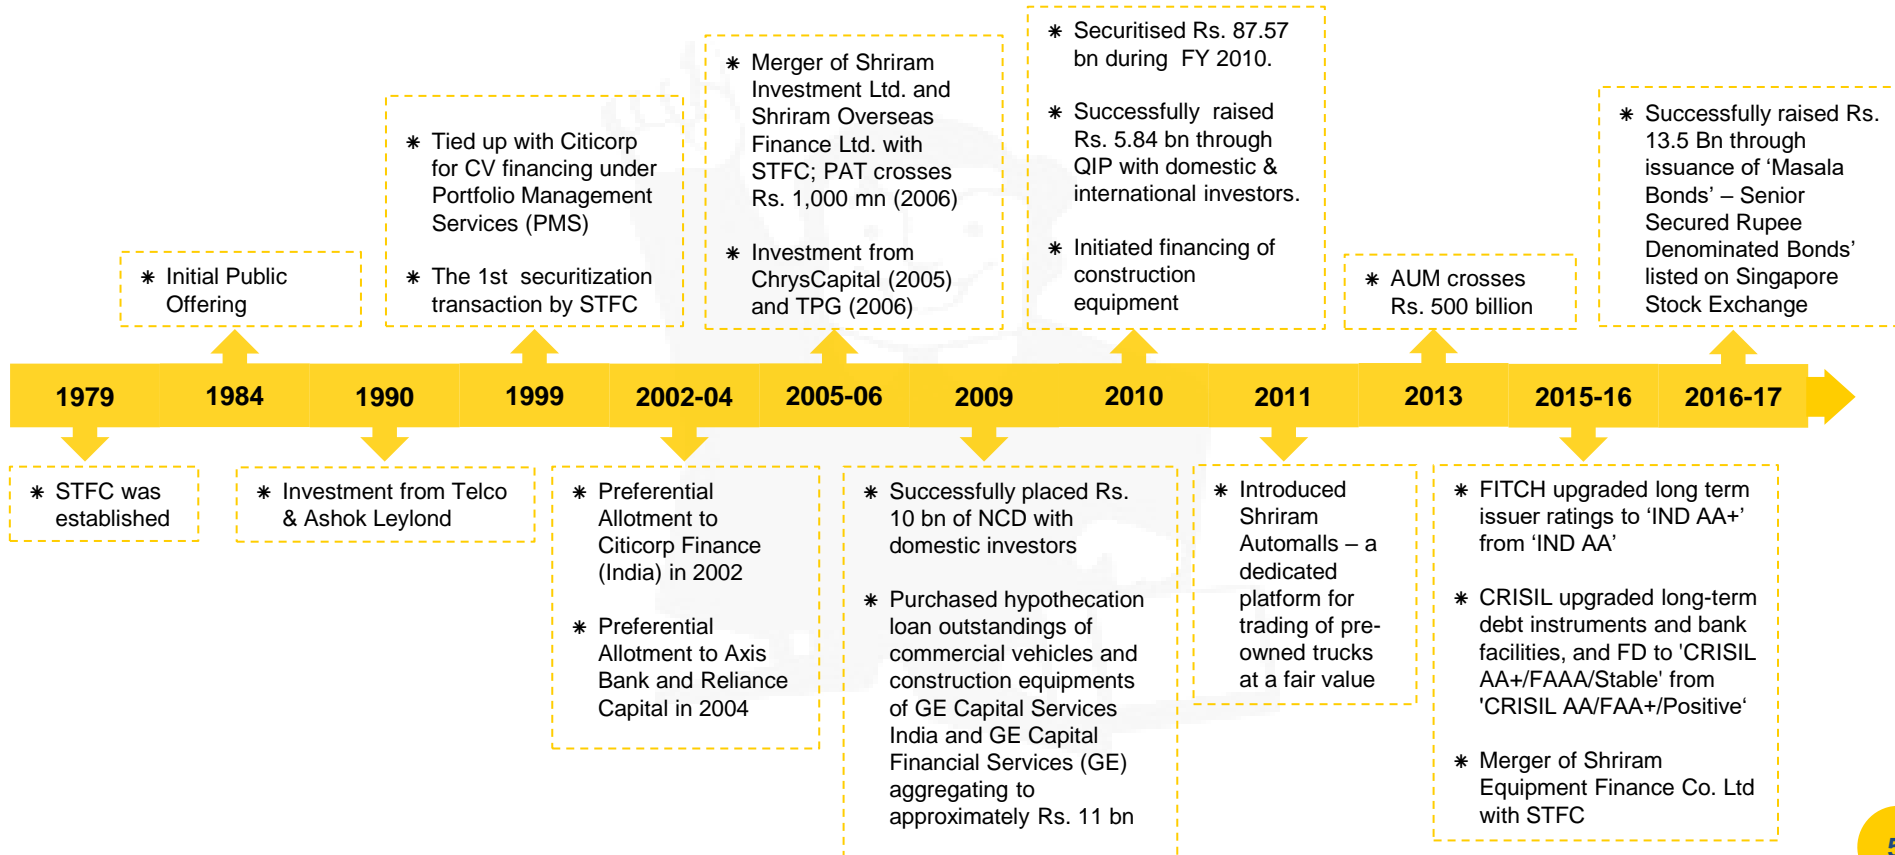 * Securitised Rs. 87.57
bn during FY 2010.
* Successfully raised
Rs. 5.84 bn through
QIP with domestic &
international investors.
* Initiated financing of
construction
equipment
* Merger of Shriram
Investment Ltd. and
Shriram Overseas
Finance Ltd. with
STFC; PAT crosses
Rs. 1,000 mn (2006)
* Investment from
ChrysCapital (2005)
and TPG (2006)
* Tied up with Citicorp
for CV financing under
Portfolio Management
Services (PMS)
* The 1st securitization
transaction by STFC
* Successfully raised Rs.
13.5 Bn through
issuance of ‘Masala
Bonds’ – Senior
Secured Rupee
Denominated Bonds’
listed on Singapore
Stock Exchange
* Initial Public
Offering
* AUM crosses
Rs. 500 billion
1979 1984 1990 1999 2002-04 2005-06 2009 2010 2011 2013 2015-16 2016-17
* STFC was
established
* Investment from Telco
& Ashok Leylond
* Preferential
Allotment to
Citicorp Finance
(India) in 2002
* Preferential
Allotment to Axis
Bank and Reliance
Capital in 2004
* Successfully placed Rs.
10 bn of NCD with
domestic investors
* Purchased hypothecation
loan outstandings of
commercial vehicles and
construction equipments
of GE Capital Services
India and GE Capital
Financial Services (GE)
aggregating to
approximately Rs. 11 bn
* Introduced
Shriram
Automalls – a
dedicated
platform for
trading of pre-
owned trucks
at a fair value
* FITCH upgraded long term
issuer ratings to ‘IND AA+’
from ‘IND AA’
* CRISIL upgraded long-term
debt instruments and bank
facilities, and FD to 'CRISIL
AA+/FAAA/Stable' from
'CRISIL AA/FAA+/Positive‘
* Merger of Shriram
Equipment Finance Co. Ltd
with STFC